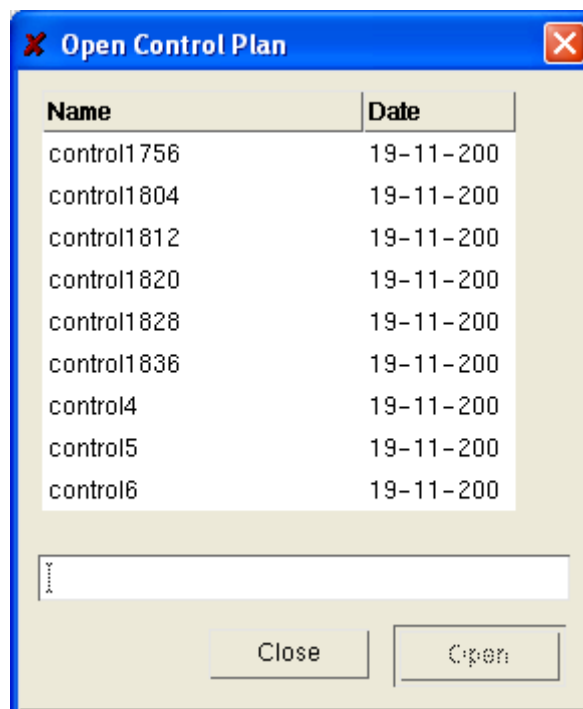 Open Control Plan
Name Date
control1756 19-11-200
control1804 19-11-200
control1812 19-11-200
control1820 19-11-200
control1828 19-11-200
control1836 19-11-200
control4 19-11-200
control5 19-11-200
control6 19-11-200
Close Open